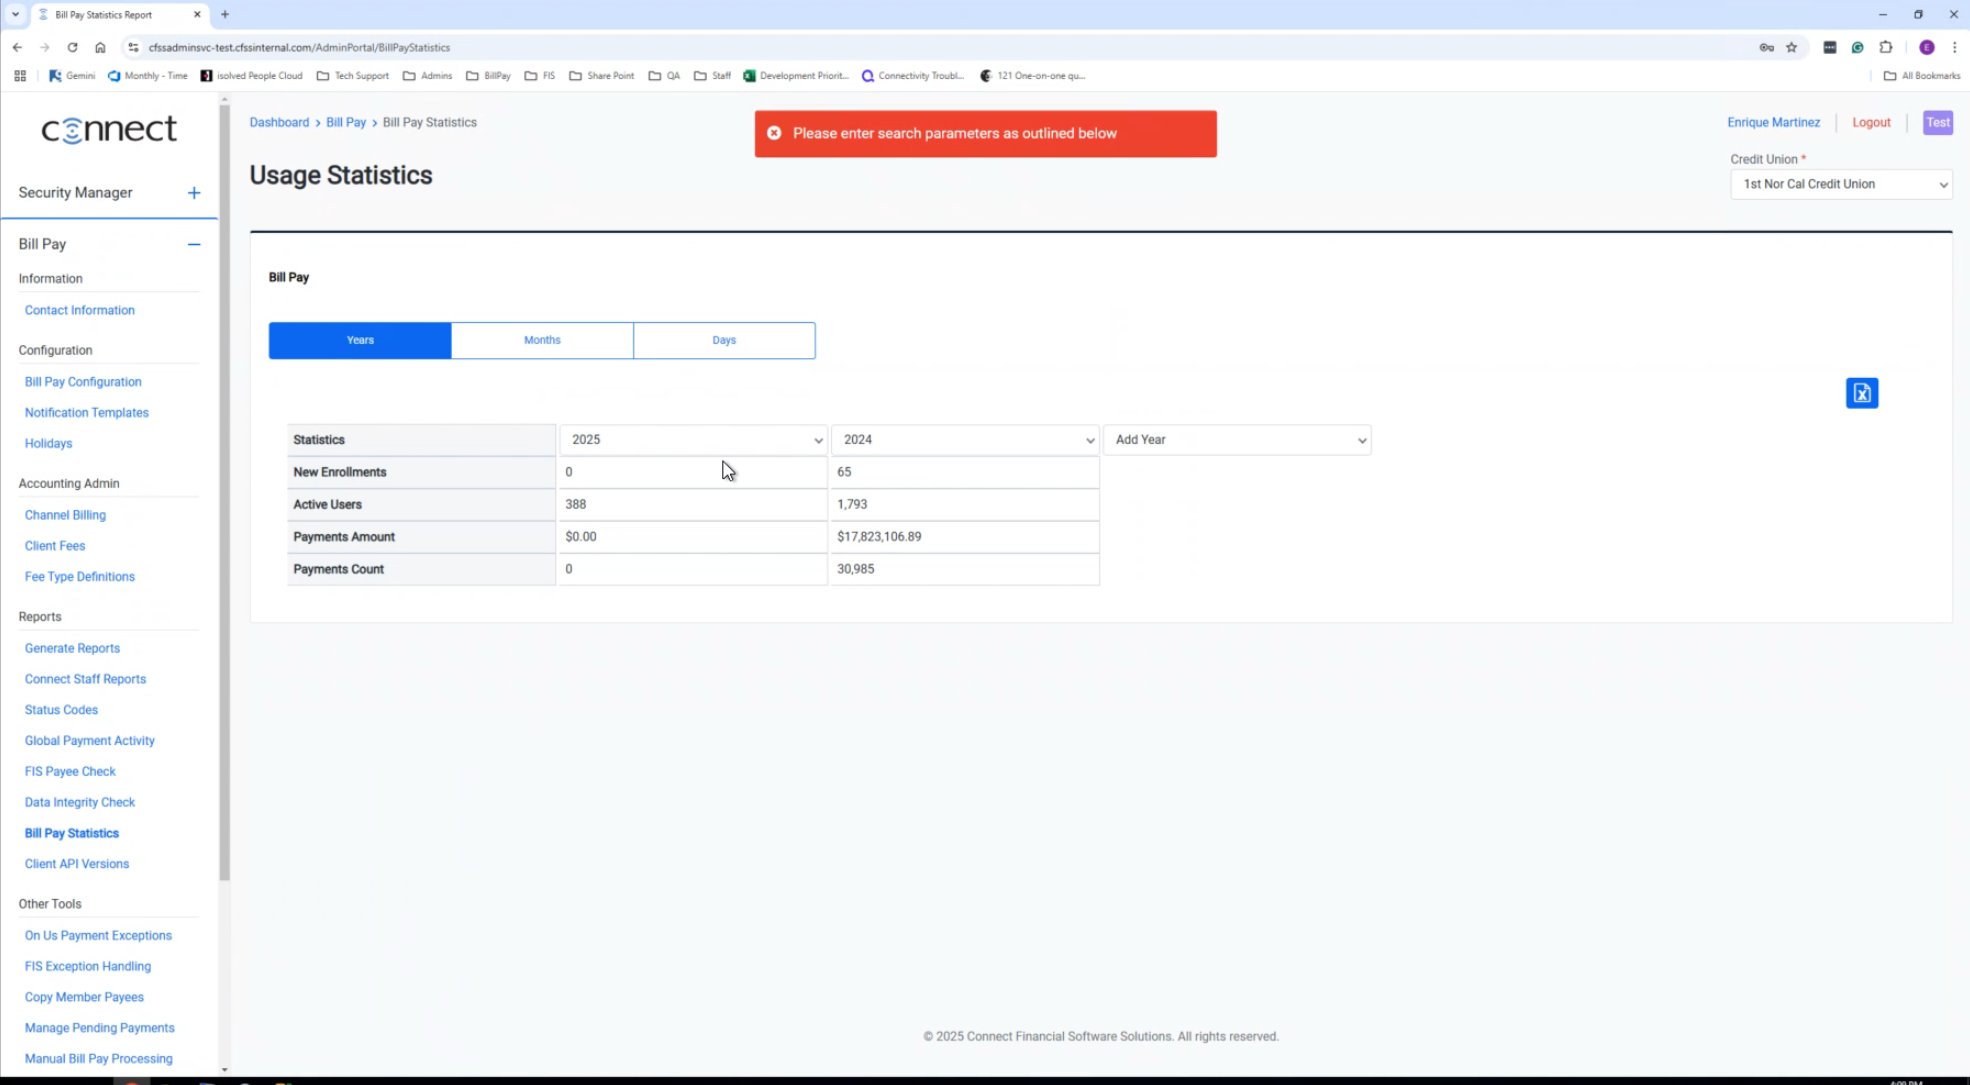 Bill Pay Statistics Report
cfssadminsvc-test.cfssinternal.com/AdminPortal/BillPayStatistics
E
Gemini
Monthly - Time
isolved People Cloud
Tech Support
Admins
BillPay
FIS
Share Point
QA
Staff
Development Priorit...
Connectivity Troubl...
121 One-on-one qu...
All Bookmarks
connect
Dashboard > Bill Pay > Bill Pay Statistics
Please enter search parameters as outlined below
Enrique Martinez
Logout
Test
Credit Union *
1st Nor Cal Credit Union
Usage Statistics
Security Manager
Bill Pay
Information
Contact Information
Configuration
Bill Pay Configuration
Notification Templates
Holidays
Accounting Admin
Channel Billing
Client Fees
Fee Type Definitions
Reports
Generate Reports
Connect Staff Reports
Status Codes
Global Payment Activity
FIS Payee Check
Data Integrity Check
Bill Pay Statistics
Client API Versions
Other Tools
On Us Payment Exceptions
FIS Exception Handling
Copy Member Payees
Manage Pending Payments
Manual Bill Pay Processing
Bill Pay
Years
Months
Days
Statistics 2025 2024 Add Year
New Enrollments 0 65
Active Users 388 1,793
Payments Amount $0.00 $17,823,106.89
Payments Count 0 30,985
© 2025 Connect Financial Software Solutions. All rights reserved.